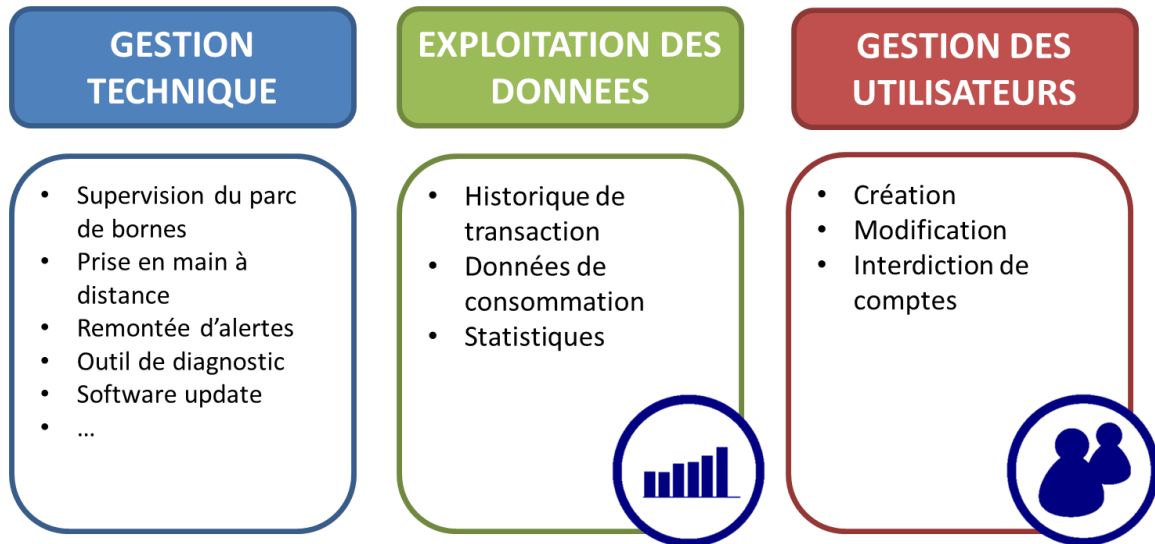 GESTION
TECHNIQUE
• Supervision du parc
de bornes
• Prise en main à
distance
• Remontée d’alertes
• Outil de diagnostic
• Software update
• …
EXPLOITATION DES
DONNEES
• Historique de
transaction
• Données de
consommation
• Statistiques
GESTION DES
UTILISATEURS
• Création
• Modification
• Interdiction de
comptes